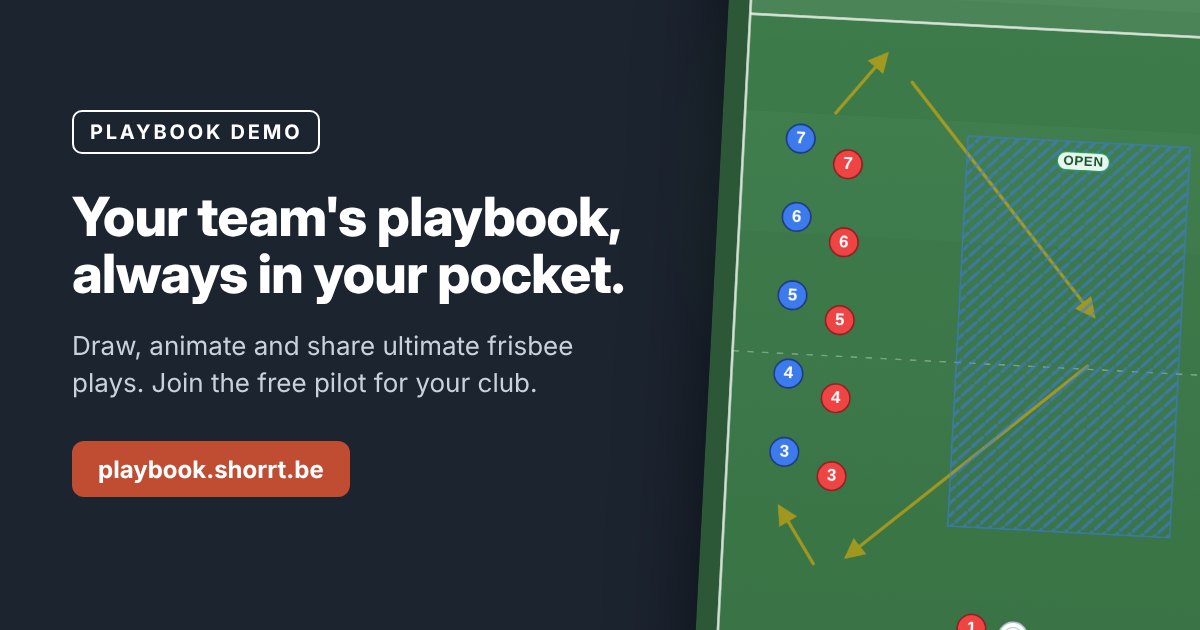 PLAYBOOK DEMO
Your team's playbook,
always in your pocket.
Draw, animate and share ultimate frisbee
plays. Join the free pilot for your club.
playbook.shorrt.be
OPEN
7
7
6
6
5
5
4
4
3
3
1